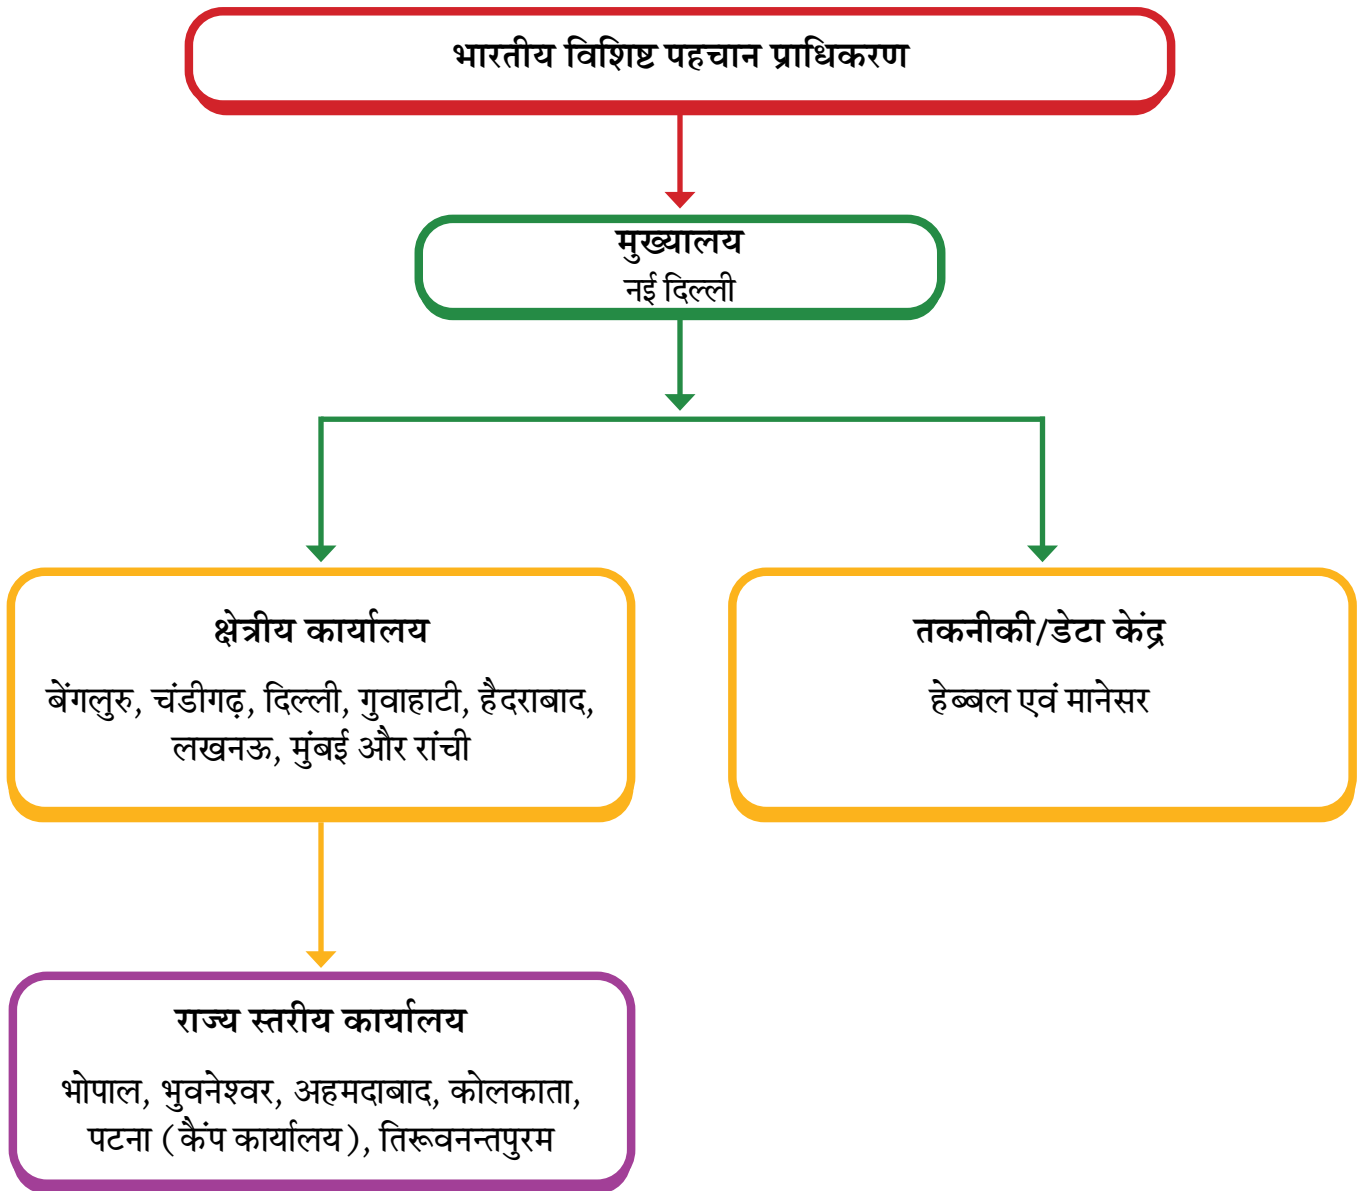 भारतीय विशिष्ट पहचान प्राधिकरण
मुख्यालय
नई दिल्ली
क्षेत्रीय कार्यालय
बेंगलुरु, चंडीगढ़, दिल्ली, गुवाहाटी, हैदराबाद,
लखनऊ, मुंबई और रांची
तकनीकी/डेटा केंद्र
हेब्बल एवं मानेसर
राज्य स्तरीय कार्यालय
भोपाल, भुवनेश्वर, अहमदाबाद, कोलकाता,
पटना (कैंप कार्यालय), तिरूवनन्तपुरम